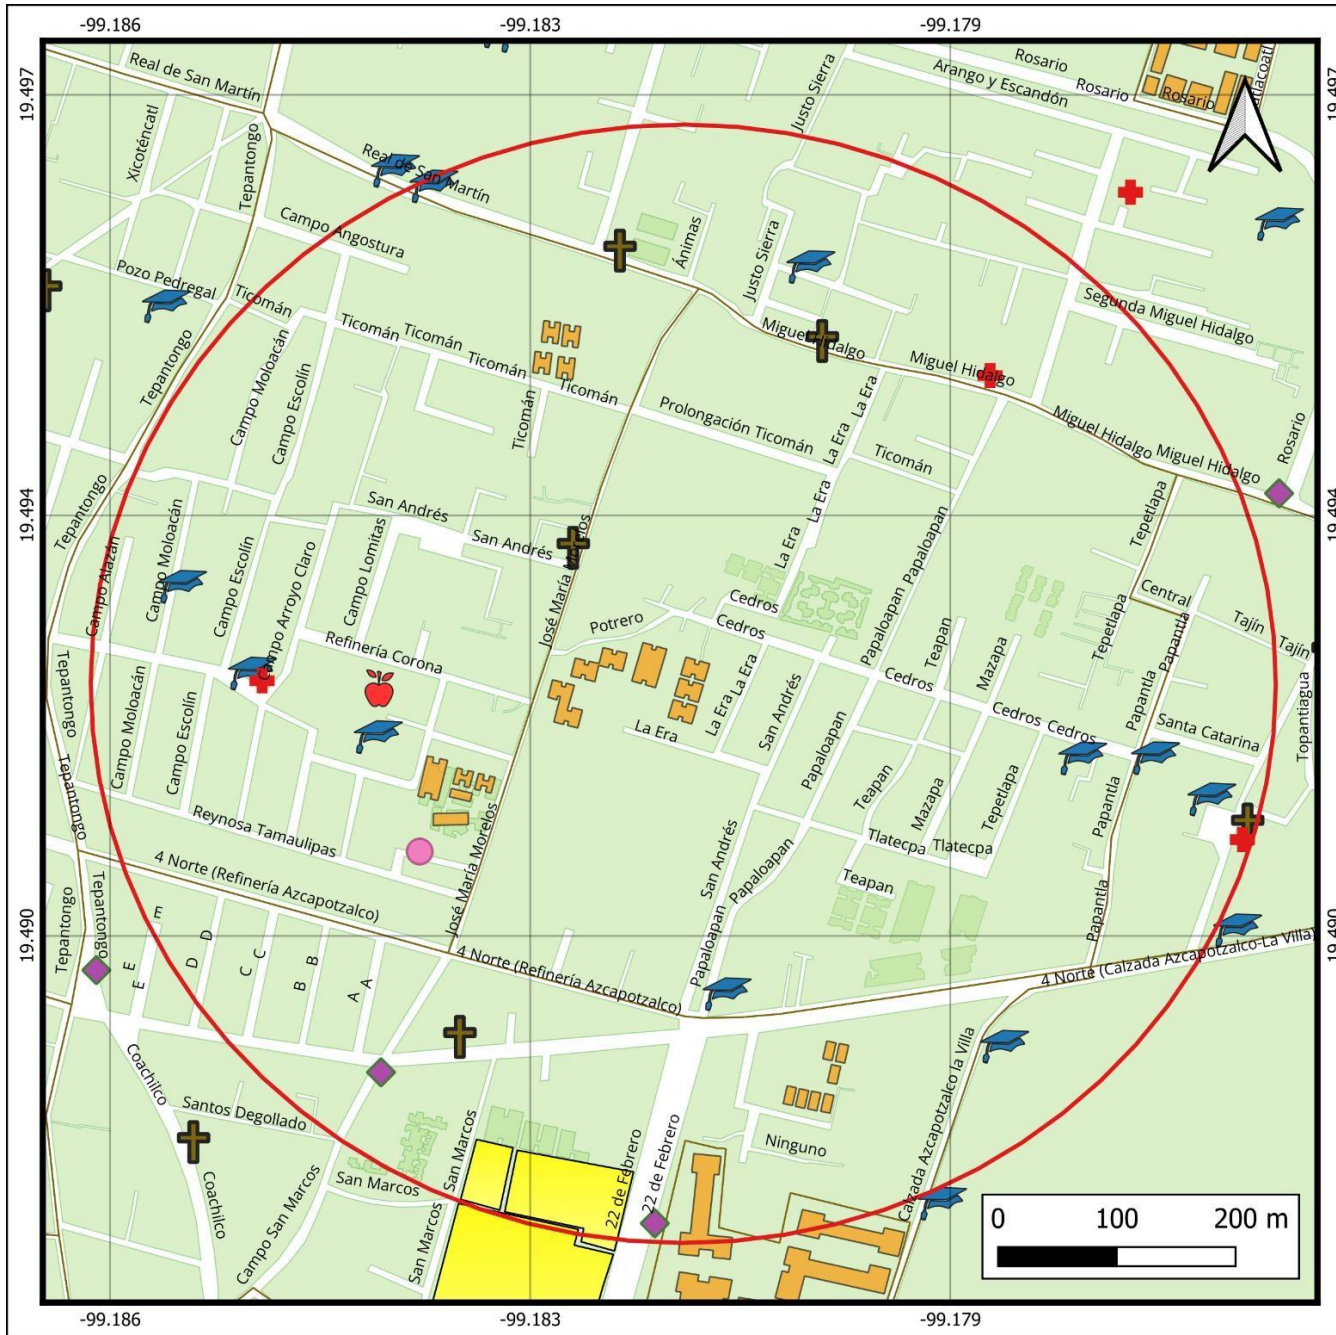 -99.186
-99.183
-99.179
19.497
19.497
Rosario
Real de San Martín
Arango y Escandón
Rosario
Rosario
Justo Sierra
Xicoténcatl
Tepantongo
Real de San Martín
Campo Angostura
Ánimas
Justo Sierra
Pozo Pedregal
Ticomán
Segunda Miguel Hidalgo
Ticomán
Ticomán
Ticomán
Ticomán
Miguel Hidalgo
Miguel Hidalgo
Tepantongo
Campo Moloacán
Campo Escolín
Ticomán
Prolongación Ticomán
La Era
La Era
Ticomán
Miguel Hidalgo
Miguel Hidalgo
Rosario
19.494
19.494
Tepantongo
San Andrés
San Andrés
La Era
La Era
Papaloapan
Papaloapan
Tepetlapa
Campo Alazán
Campo Moloacán
Campo Escolín
Campo Arroyo Claro
Campo Lomitas
José María Morelos
Cedros
Cedros
Potrero
Central
Tajín
Tajín
Tepetlapa
Papantla
Refinería Corona
Teapan
Mazapa
Cedros
Cedros
Cedros
Tepantongo
Campo Moloacán
Campo Escolín
La Era
La Era
La Era
San Andrés
Papaloapan
Papantla
Santa Catarina
Topantiagua
Tepantongo
Reynosa Tamaulipas
José María Morelos
San Andrés
Papaloapan
Teapan
Mazapa
Tepetlapa
Papantla
Tlatecpa
Tlatecpa
Teapan
4 Norte (Refinería Azcapotzalco)
Tepantongo
Tepantongo
E
E
E
D
D
C
C
B
B
A
A
19.490
19.490
4 Norte (Refinería Azcapotzalco)
Papaloapan
Papantla
4 Norte (Calzada Azcapotzalco-La Villa)
Coachilco
Santos Degollado
San Marcos
San Marcos
San Marcos
Campo San Marcos
Coachilco
22 de Febrero
22 de Febrero
Ninguno
Calzada Azcapotzalco la Villa
0 100 200 m
-99.186
-99.183
-99.179